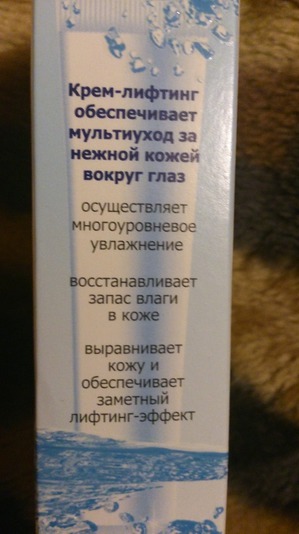 Крем-лифтинг
обеспечивает
мультиуход за
нежной кожей
вокруг глаз
осуществляет
многоуровневое
увлажнение
восстанавливает
запас влаги
в коже
выравнивает
кожу и
обеспечивает
заметный
лифтинг-эффект